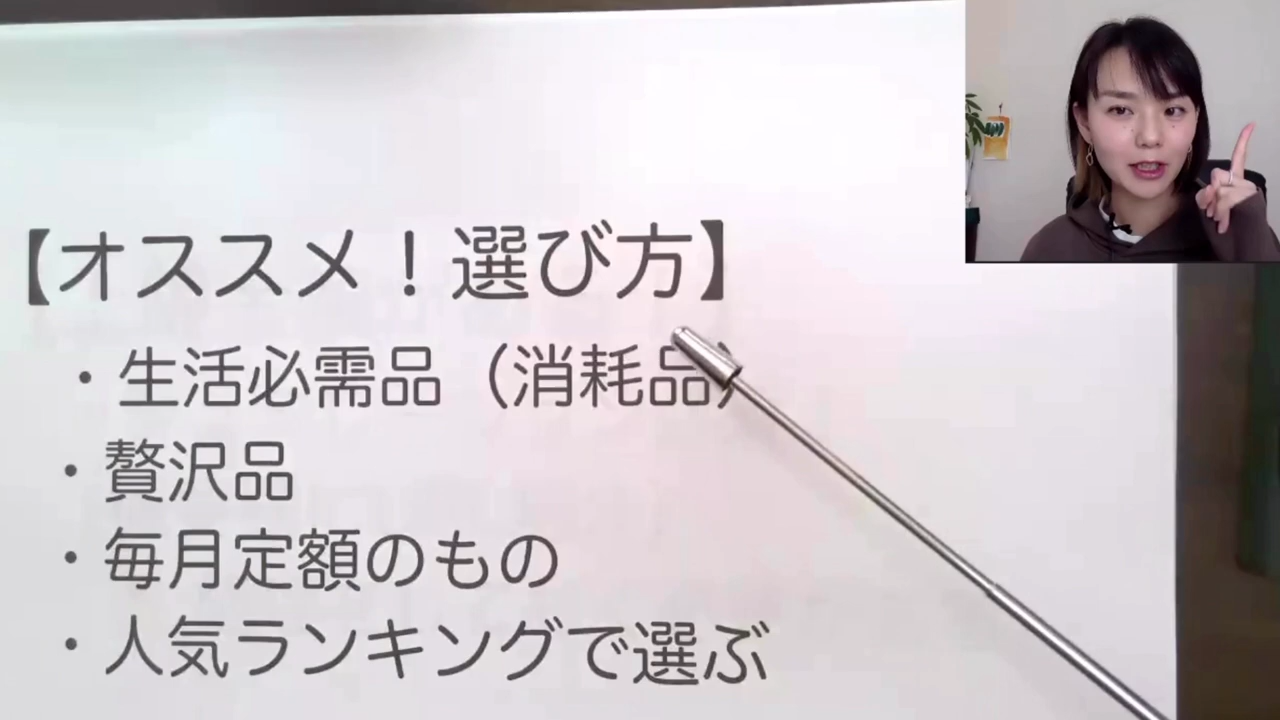 【オススメ！選び方】
・生活必需品（消耗品）
・贅沢品
・毎月定額のもの
・人気ランキングで選ぶ